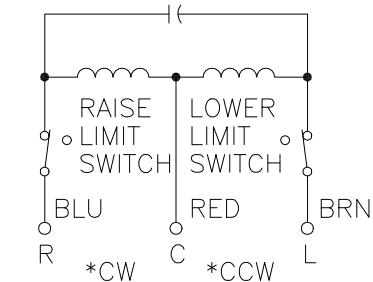 RAISE
LIMIT
SWITCH
LOWER
LIMIT
SWITCH
BLU
RED
BRN
R
C
L
*CW
*CCW